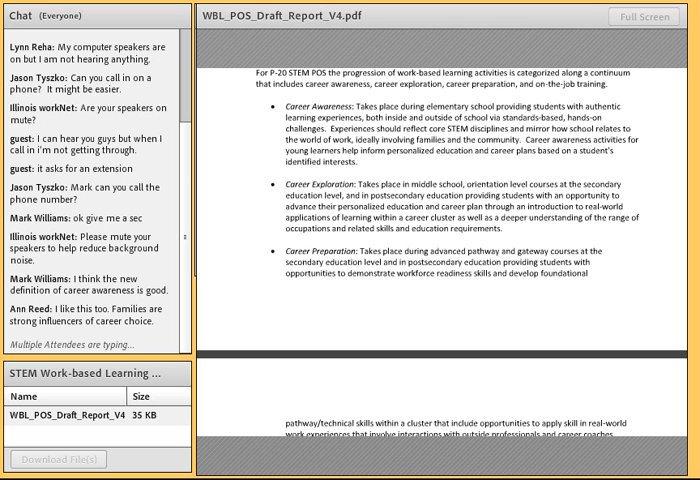 Chat (Everyone)
Lynn Reha: My computer speakers are
on but I am not hearing anything.
Jason Tyszko: Can you call in on a
phone? It might be easier.
Illinois workNet: Are your speakers on
mute?
guest: I can hear you guys but when I
call in i'm not getting through.
guest: it asks for an extension
Jason Tyszko: Mark can you call the
phone number?
Mark Williams: ok give me a sec
Illinois workNet: Please mute your
speakers to help reduce background
noise.
Mark Williams: I think the new
definition of career awareness is good.
Ann Reed: I like this too. Families are
strong influencers of career choice.
Multiple Attendees are typing...
STEM Work-based Learning ...
Name Size
WBL_POS_Draft_Report_V4 35 KB
Download File(s)
WBL_POS_Draft_Report_V4.pdf
Full Screen
For P-20 STEM POS the progression of work-based learning activities is categorized along a continuum
that includes career awareness, career exploration, career preparation, and on-the-job training.
• Career Awareness: Takes place during elementary school providing students with authentic
learning experiences, both inside and outside of school via standards-based, hands-on
challenges. Experiences should reflect core STEM disciplines and mirror how school relates to
the world of work, ideally involving families and the community. Career awareness activities for
young learners help inform personalized education and career plans based on a student's
identified interests.
• Career Exploration: Takes place in middle school, orientation level courses at the secondary
education level, and in postsecondary education providing students with an opportunity to
advance their personalized education and career plan through an introduction to real-world
applications of learning within a career cluster as well as a deeper understanding of the range of
occupations and related skills and education requirements.
• Career Preparation: Takes place during advanced pathway and gateway courses at the
secondary education level and in postsecondary education providing students with
opportunities to demonstrate workforce readiness skills and develop foundational
pathway/technical skills within a cluster that include opportunities to apply skill in real-world
work experiences that involve interactions with outside professionals and career coaches.